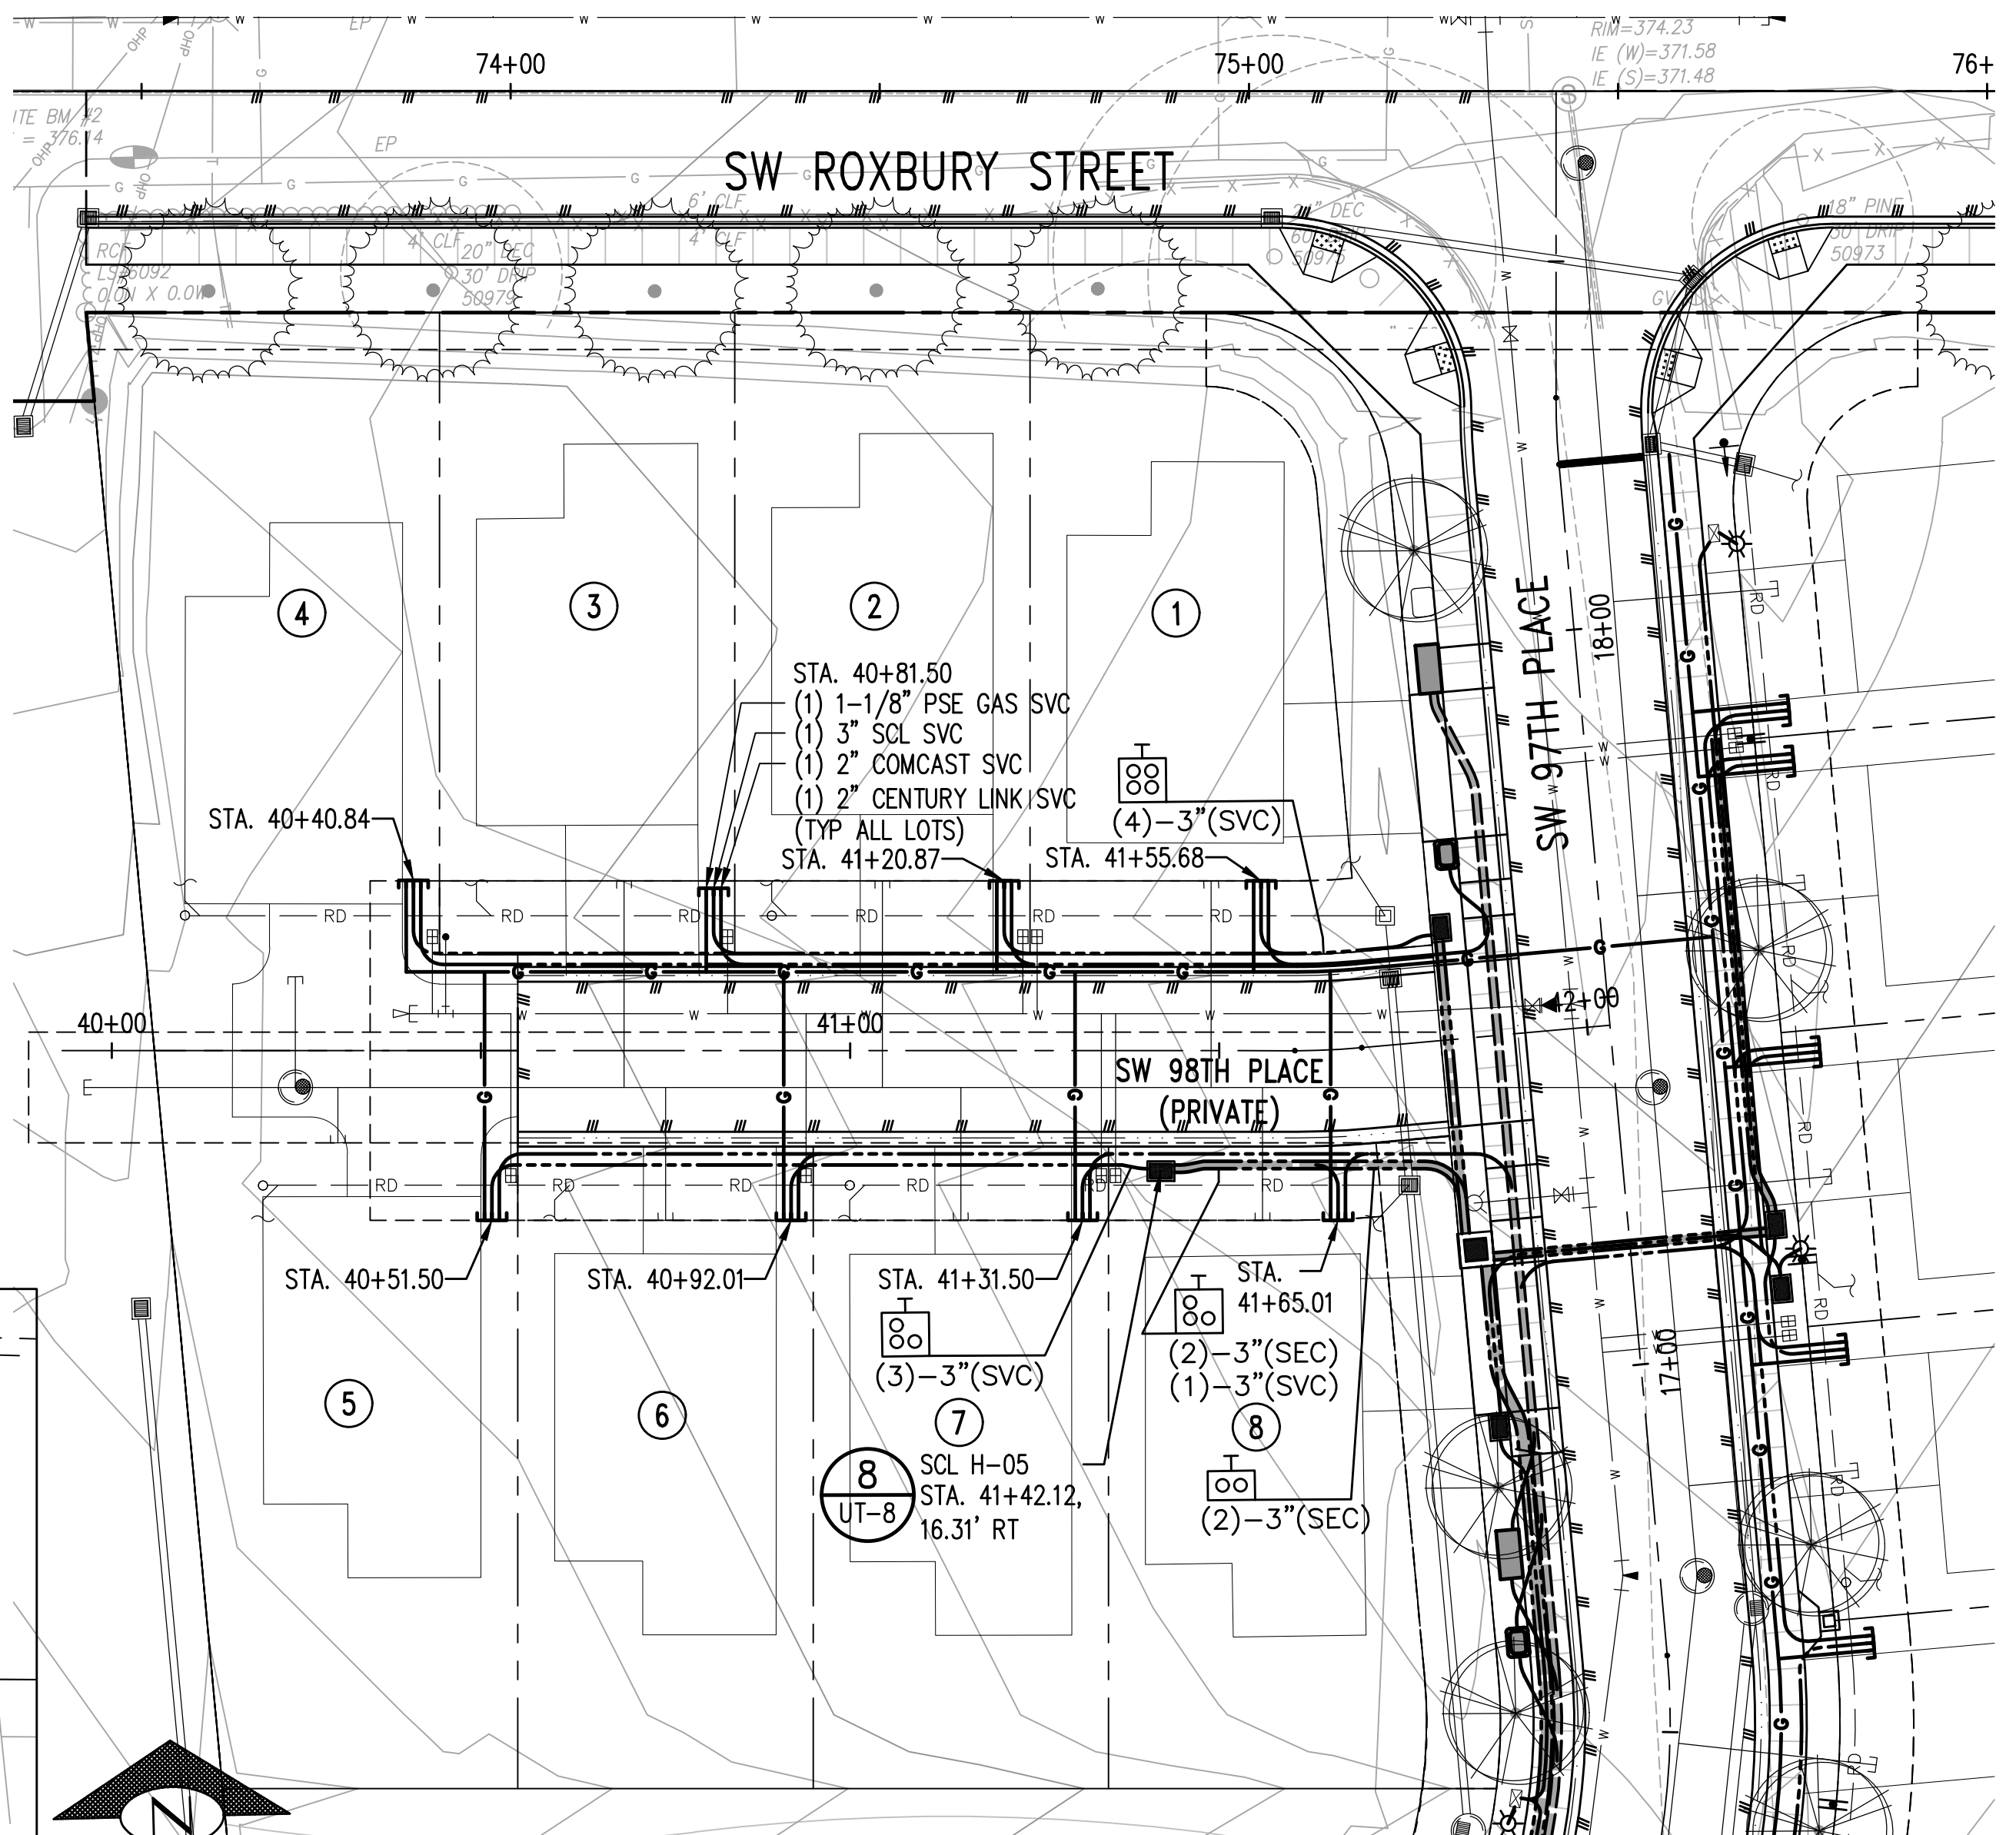 RIM=374.23
IE (W)=371.58
IE (S)=371.48
74+00
75+00
76+
EP
OHP
OHP
EP
= 376.14
SW ROXBURY STREET
6' CLF
4' CLF
4' CLF
20" DEC
30' DRIP
50979
18" PINE
30' DRIP
50973
4
3
2
1
SW 97TH PLACE
18+00
STA. 40+81.50
(1) 1-1/8" PSE GAS SVC
(1) 3" SCL SVC
(1) 2" COMCAST SVC
(1) 2" CENTURY LINK SVC
(TYP ALL LOTS)
(4)-3"(SVC)
STA. 40+40.84
STA. 41+20.87
STA. 41+55.68
RD RD RD RD RD RD
G G G G G G G G
40+00
41+00
42+00
SW 98TH PLACE
(PRIVATE)
G G G G
RD RD RD RD RD RD
STA. 40+51.50
STA. 40+92.01
STA. 41+31.50
STA.
41+65.01
(3)-3"(SVC)
(2)-3"(SEC)
(1)-3"(SVC)
17+00
5
6
7
8
8
UT-8
SCL H-05
STA. 41+42.12,
16.31' RT
(2)-3"(SEC)
N